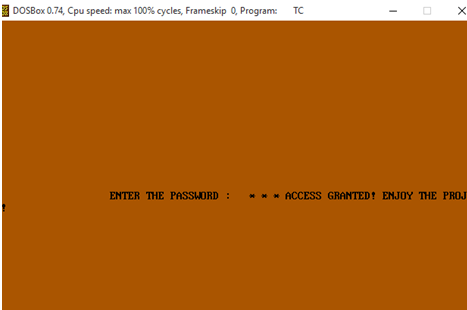 DOSBox 0.74, Cpu speed: max 100% cycles, Frameskip 0, Program: TC
ENTER THE PASSWORD : * * * ACCESS GRANTED! ENJOY THE PROJ
!